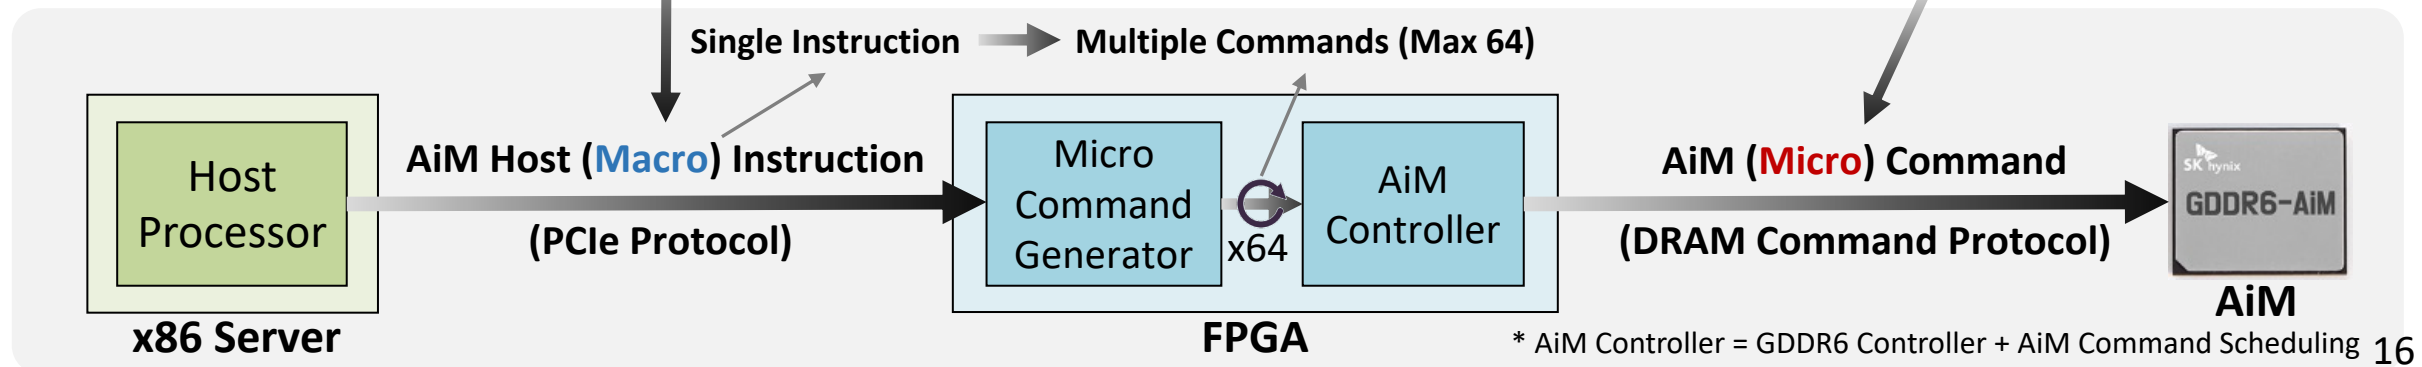 Single Instruction
Multiple Commands (Max 64)
Host
Processor
x86 Server
AiM Host (Macro) Instruction
(PCIe Protocol)
Micro
Command
Generator
x64
AiM
Controller
FPGA
AiM (Micro) Command
(DRAM Command Protocol)
SK hynix
GDDR6-AiM
AiM
* AiM Controller = GDDR6 Controller + AiM Command Scheduling
16